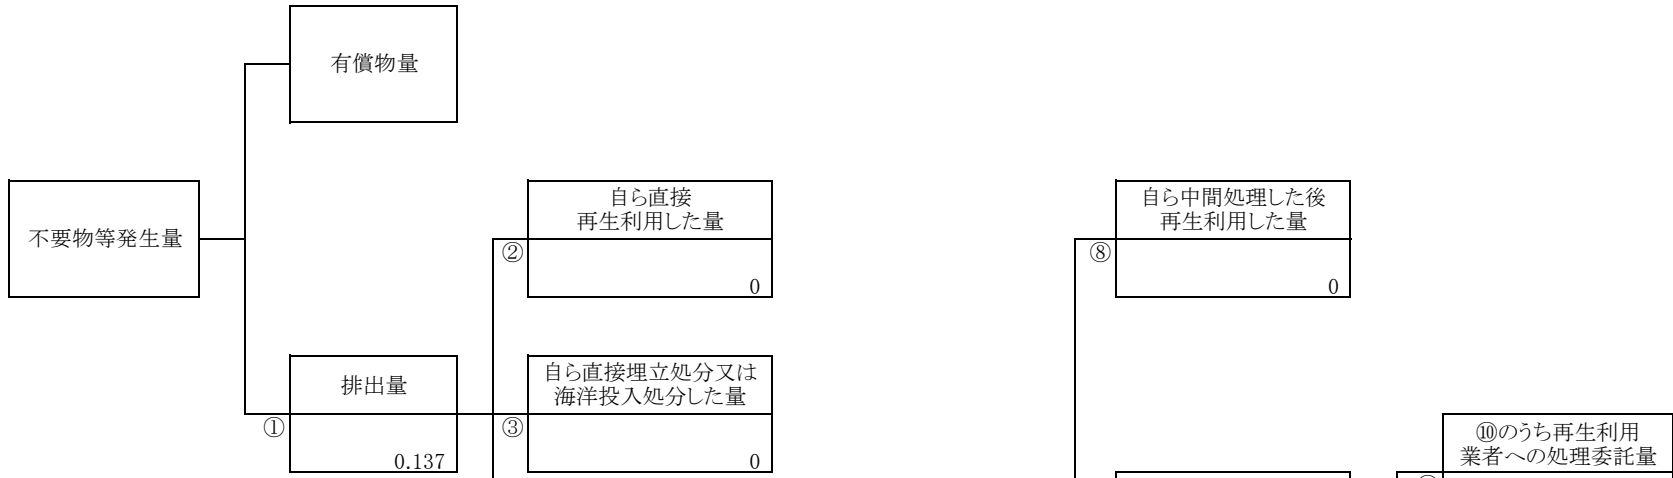 有償物量
不要物等発生量
自ら直接
再生利用した量
②
0
自ら中間処理した後
再生利用した量
⑧
0
排出量
①
0.137
自ら直接埋立処分又は
海洋投入処分した量
③
0
⑩のうち再生利用
業者への処理委託量